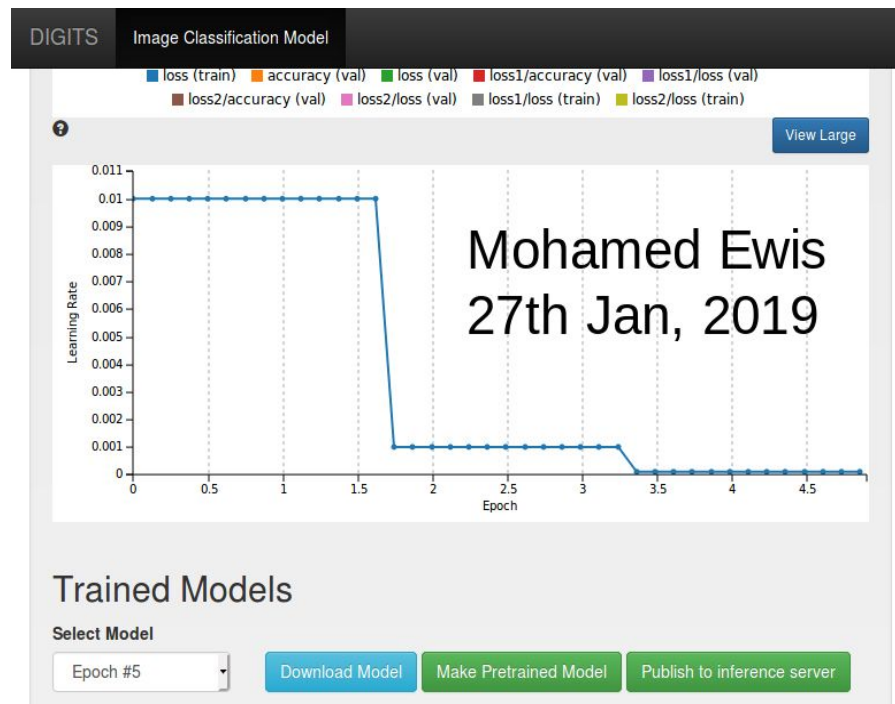 DIGITS Image Classification Model
loss (train) accuracy (val) loss (val) loss1/accuracy (val) loss1/loss (val)
loss2/accuracy (val) loss2/loss (val) loss1/loss (train) loss2/loss (train)
?
View Large
0.011
0.01
0.009
0.008
0.007
0.006
0.005
0.004
0.003
0.002
0.001
0
Learning Rate
Mohamed Ewis
27th Jan, 2019
0 0.5 1 1.5 2 2.5 3 3.5 4 4.5
Epoch
Trained Models
Select Model
Epoch #5 Download Model Make Pretrained Model Publish to inference server